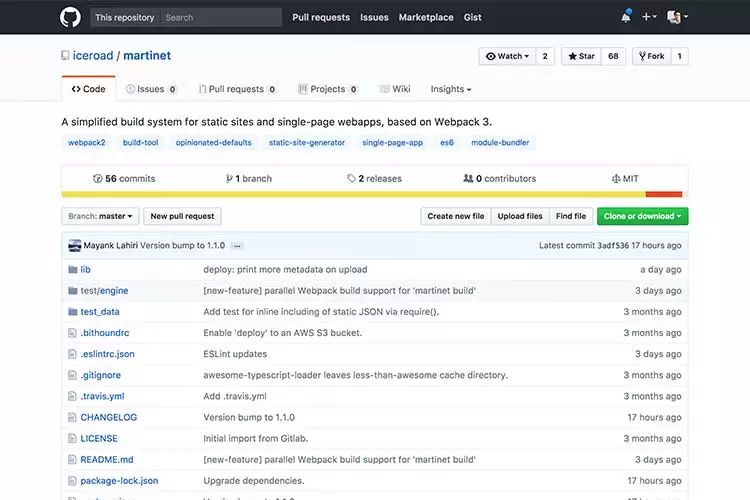 This repository Search Pull requests Issues Marketplace Gist
iceroad / martinet Watch 2 Star 68 Fork 1
Code Issues 0 Pull requests 0 Projects 0 Wiki Insights
A simplified build system for static sites and single-page webapps, based on Webpack 3.
webpack2 build-tool opinionated-defaults static-site-generator single-page-app es6 module-bundler
56 commits 1 branch 2 releases 0 contributors MIT
Branch: master New pull request Create new file Upload files Find file Clone or download
Mayank Lahiri Version bump to 1.1.0 … Latest commit 3adf536 17 hours ago
lib deploy: print more metadata on upload a day ago
test/engine [new-feature] parallel Webpack build support for 'martinet build' 3 days ago
test_data Add test for inline including of static JSON via require(). 3 months ago
.bithoundrc Enable 'deploy' to an AWS S3 bucket. 3 months ago
.eslintrc.json ESLint updates 3 days ago
.gitignore awesome-typescript-loader leaves less-than-awesome cache directory. 3 months ago
.travis.yml Add .travis.yml 3 months ago
CHANGELOG Version bump to 1.1.0 17 hours ago
LICENSE Initial import from Gitlab. 3 months ago
README.md [new-feature] parallel Webpack build support for 'martinet build' 3 days ago
package-lock.json Upgrade dependencies. 17 hours ago